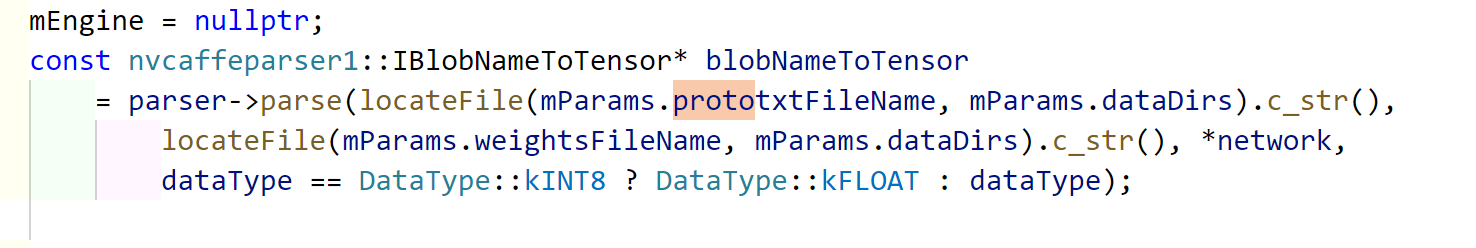 mEngine = nullptr;
const nvcaffeparser1::IBlobNameToTensor* blobNameToTensor
= parser->parse(locateFile(mParams.prototxtFileName, mParams.dataDirs).c_str(),
locateFile(mParams.weightsFileName, mParams.dataDirs).c_str(), *network,
dataType == DataType::kINT8 ? DataType::kFLOAT : dataType);